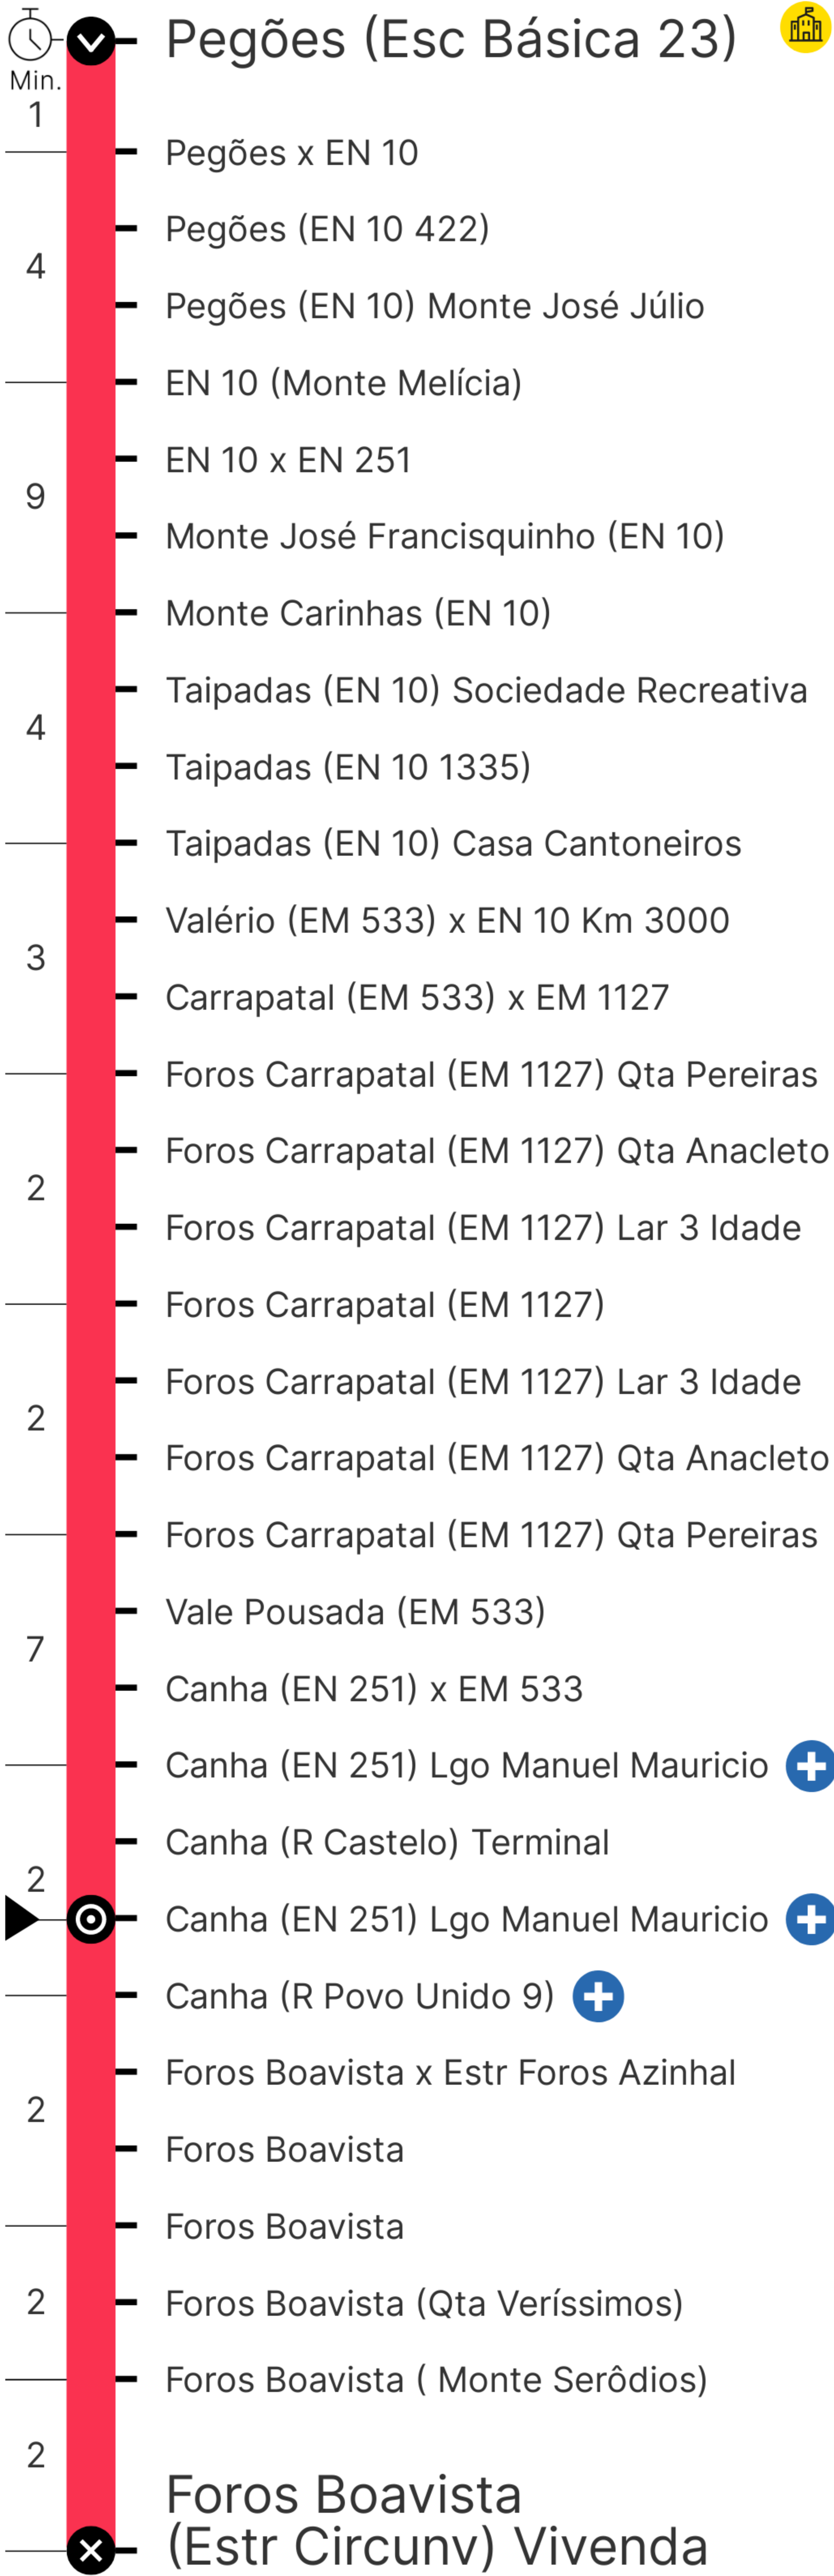 Pegões (Esc Básica 23)
Min.
1
Pegões x EN 10
Pegões (EN 10 422)
4
Pegões (EN 10) Monte José Júlio
EN 10 (Monte Melícia)
EN 10 x EN 251
9
Monte José Francisquinho (EN 10)
Monte Carinhas (EN 10)
Taipadas (EN 10) Sociedade Recreativa
4
Taipadas (EN 10 1335)
Taipadas (EN 10) Casa Cantoneiros
Valério (EM 533) x EN 10 Km 3000
3
Carrapatal (EM 533) x EM 1127
Foros Carrapatal (EM 1127) Qta Pereiras
Foros Carrapatal (EM 1127) Qta Anacleto
2
Foros Carrapatal (EM 1127) Lar 3 Idade
Foros Carrapatal (EM 1127)
Foros Carrapatal (EM 1127) Lar 3 Idade
2
Foros Carrapatal (EM 1127) Qta Anacleto
Foros Carrapatal (EM 1127) Qta Pereiras
Vale Pousada (EM 533)
7
Canha (EN 251) x EM 533
Canha (EN 251) Lgo Manuel Mauricio
Canha (R Castelo) Terminal
2
Canha (EN 251) Lgo Manuel Mauricio
Canha (R Povo Unido 9)
Foros Boavista x Estr Foros Azinhal
2
Foros Boavista
Foros Boavista
2
Foros Boavista (Qta Veríssimos)
Foros Boavista ( Monte Serôdios)
2
Foros Boavista
(Estr Circunv) Vivenda